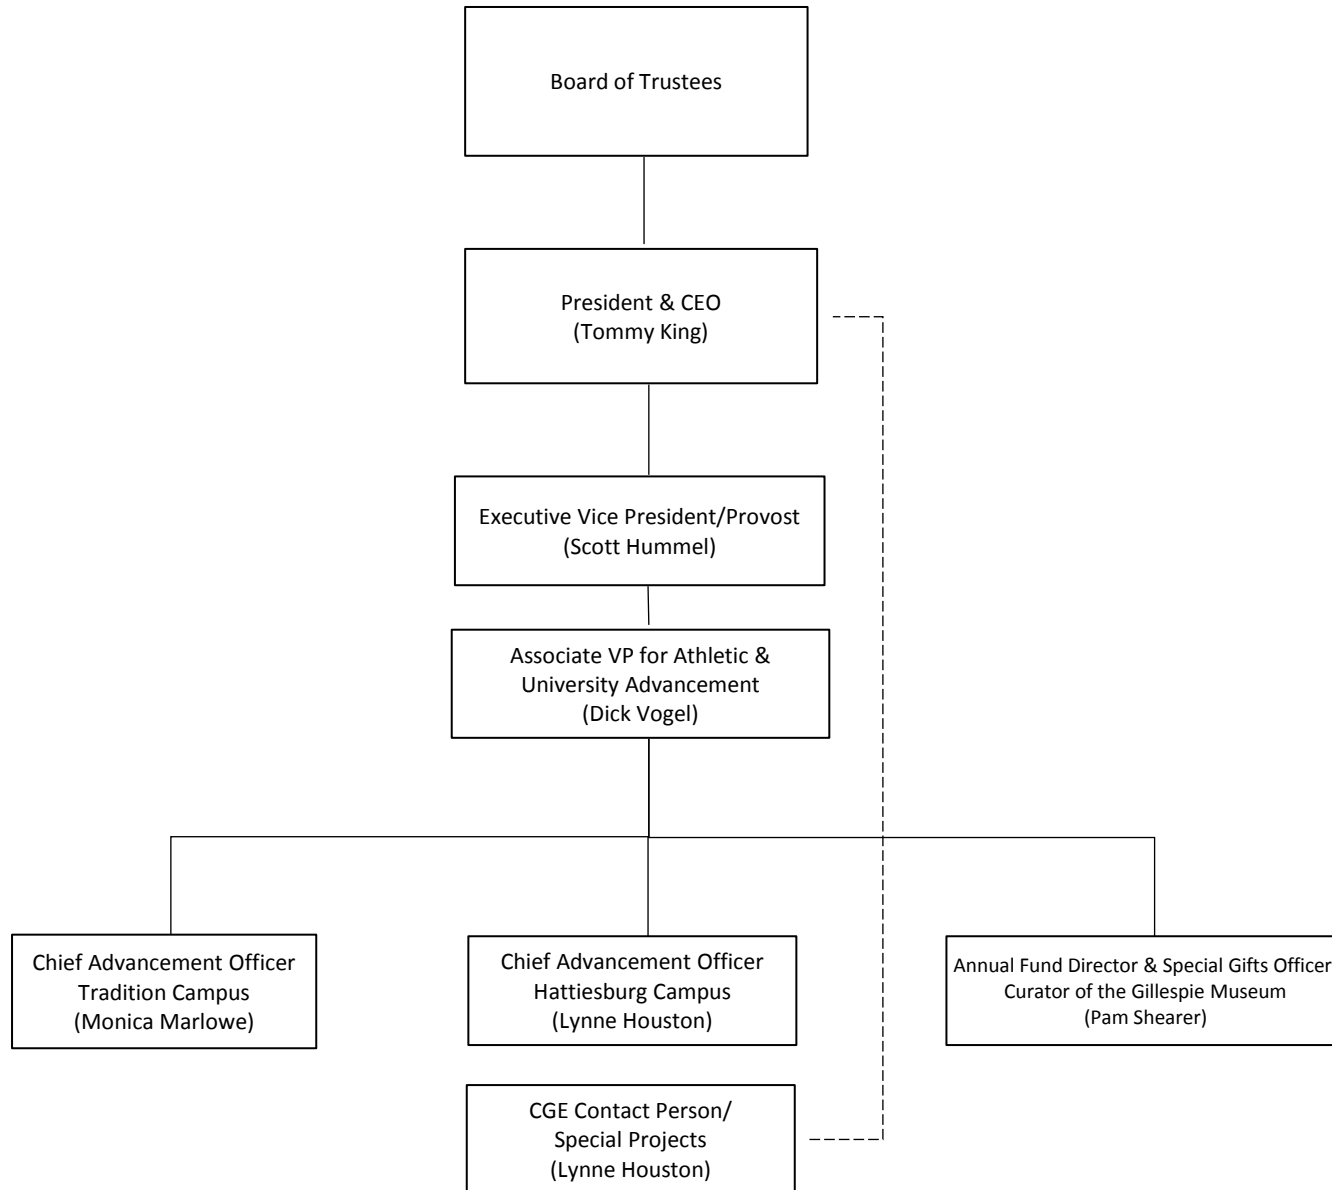 Board of Trustees
President & CEO
(Tommy King)
Executive Vice President/Provost
(Scott Hummel)
Associate VP for Athletic &
University Advancement
(Dick Vogel)
Chief Advancement Officer
Tradition Campus
(Monica Marlowe)
Chief Advancement Officer
Hattiesburg Campus
(Lynne Houston)
Annual Fund Director & Special Gifts Officer
Curator of the Gillespie Museum
(Pam Shearer)
CGE Contact Person/
Special Projects
(Lynne Houston)